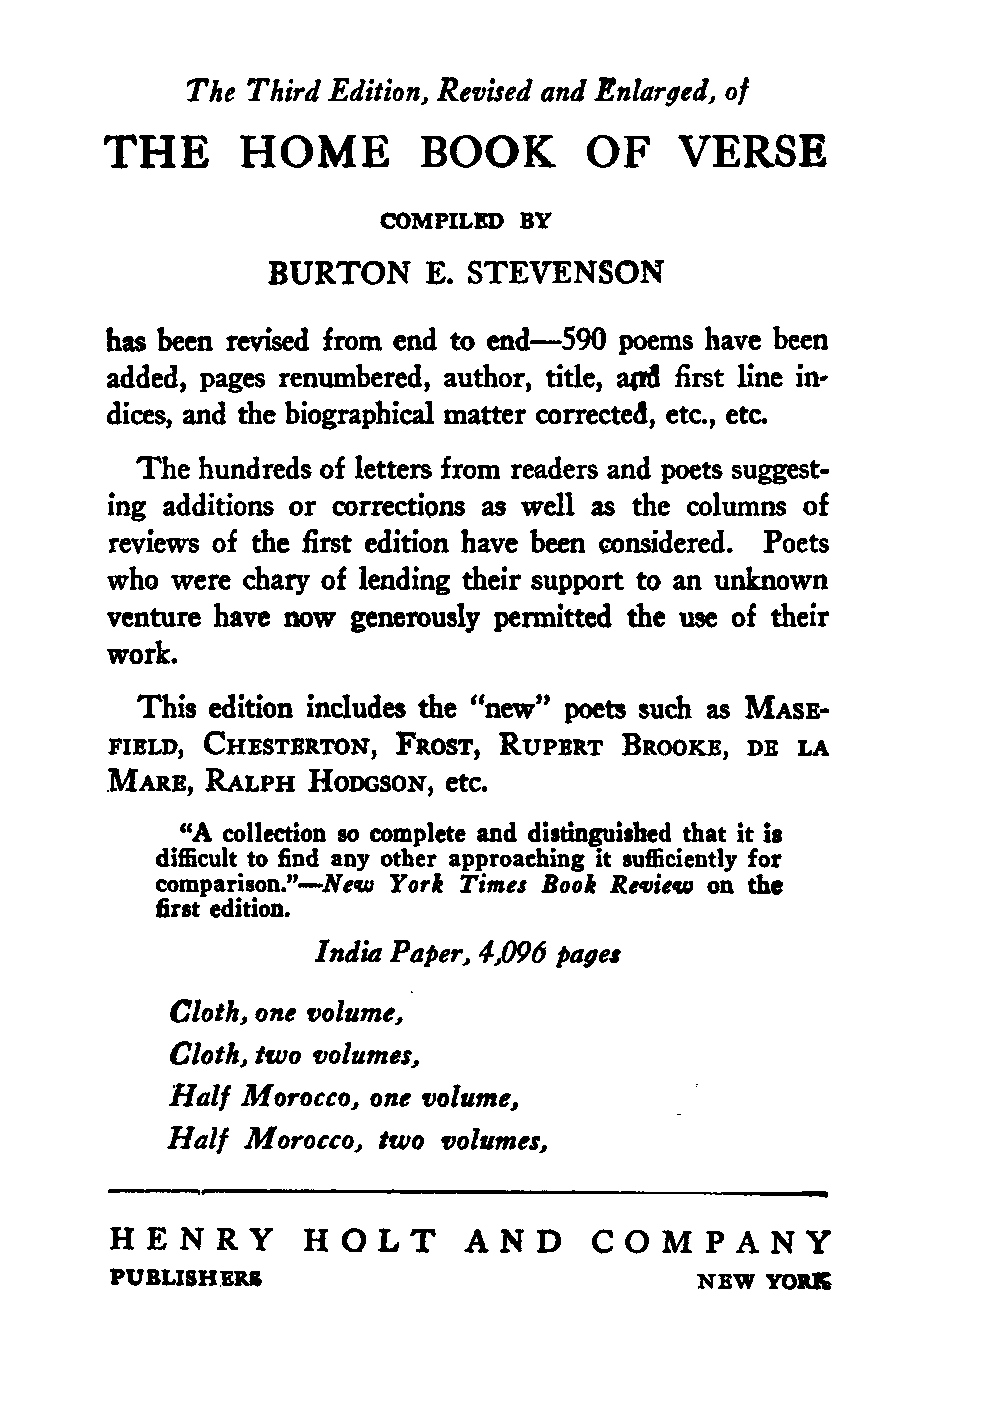 The Third Edition, Revised and Enlarged, of
THE HOME BOOK OF VERSE
COMPILED BY
BURTON E. STEVENSON
has been revised from end to end—590 poems have been
added, pages renumbered, author, title, and first line in-
dices, and the biographical matter corrected, etc., etc.
The hundreds of letters from readers and poets suggest-
ing additions or corrections as well as the columns of
reviews of the first edition have been considered. Poets
who were chary of lending their support to an unknown
venture have now generously permitted the use of their
work.
This edition includes the "new" poets such as MASE-
FIELD, CHESTERTON, FROST, RUPERT BROOKE, DE LA
MARE, RALPH HODGSON, etc.
"A collection so complete and distinguished that it is
difficult to find any other approaching it sufficiently for
comparison."—New York Times Book Review on the
first edition.
India Paper, 4,096 pages
Cloth, one volume,
Cloth, two volumes,
Half Morocco, one volume,
Half Morocco, two volumes,
HENRY HOLT AND COMPANY
PUBLISHERS NEW YORK